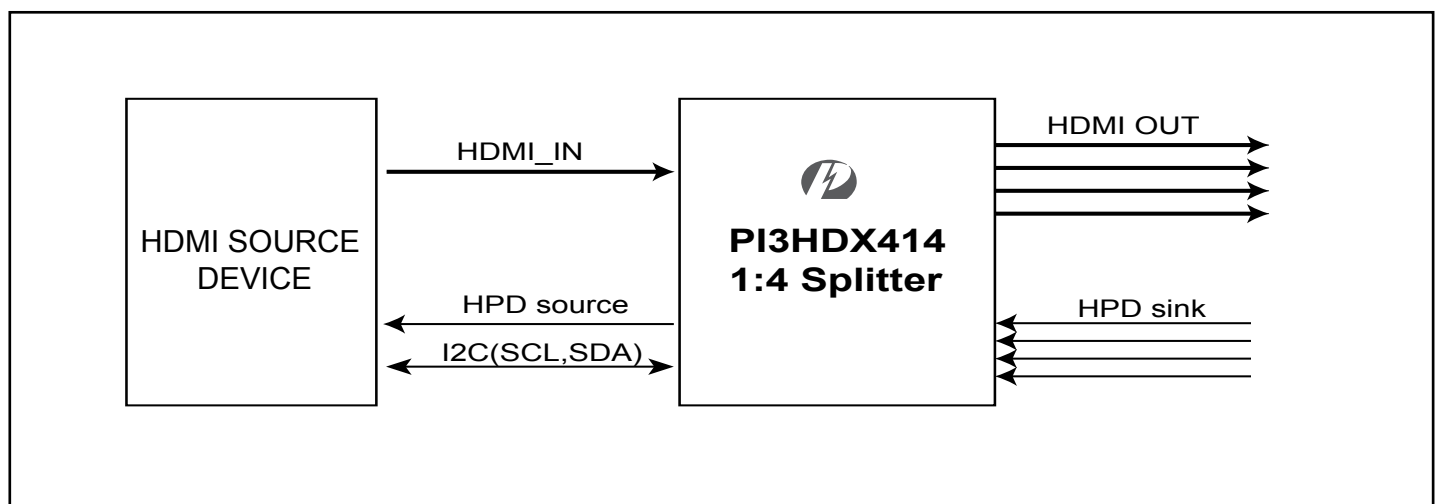 HDMI SOURCE
DEVICE
HDMI_IN
HPD source
I2C(SCL,SDA)
PI3HDX414
1:4 Splitter
HDMI OUT
HPD sink